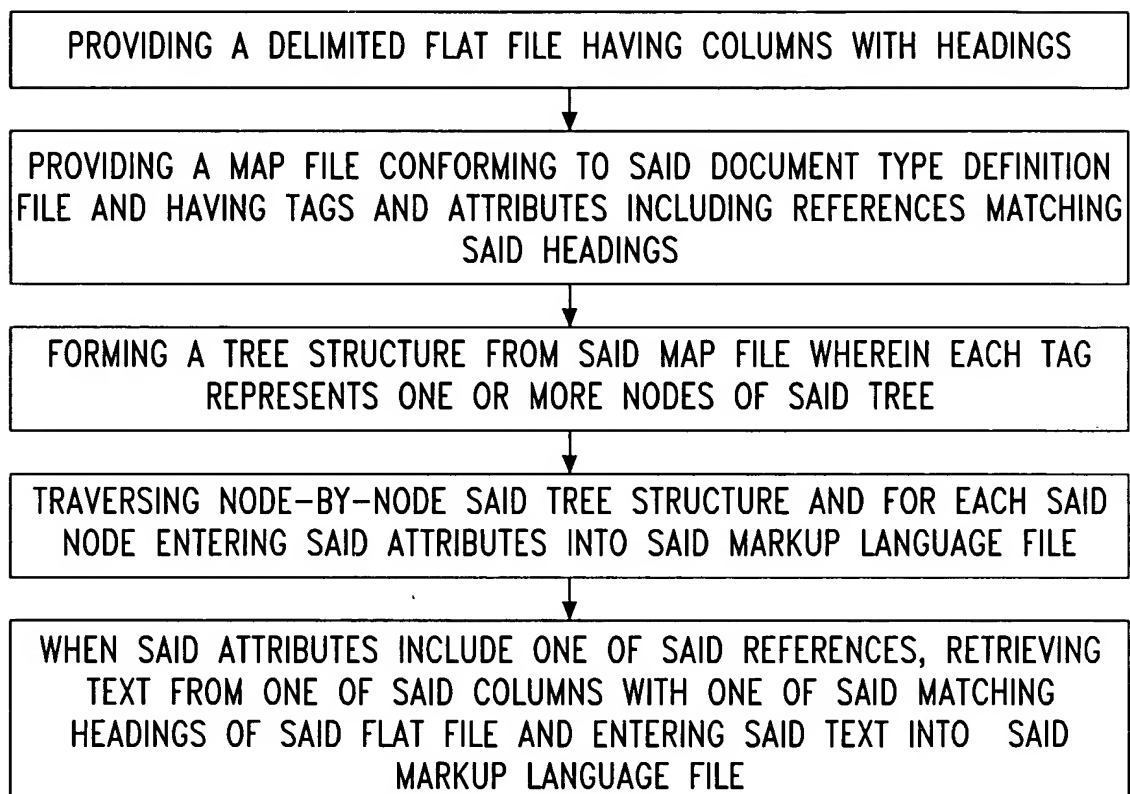 PROVIDING A DELIMITED FLAT FILE HAVING COLUMNS WITH HEADINGS
PROVIDING A MAP FILE CONFORMING TO SAID DOCUMENT TYPE DEFINITION
FILE AND HAVING TAGS AND ATTRIBUTES INCLUDING REFERENCES MATCHING
SAID HEADINGS
FORMING A TREE STRUCTURE FROM SAID MAP FILE WHEREIN EACH TAG
REPRESENTS ONE OR MORE NODES OF SAID TREE
TRAVERSING NODE-BY-NODE SAID TREE STRUCTURE AND FOR EACH SAID
NODE ENTERING SAID ATTRIBUTES INTO SAID MARKUP LANGUAGE FILE
WHEN SAID ATTRIBUTES INCLUDE ONE OF SAID REFERENCES, RETRIEVING
TEXT FROM ONE OF SAID COLUMNS WITH ONE OF SAID MATCHING
HEADINGS OF SAID FLAT FILE AND ENTERING SAID TEXT INTO SAID
MARKUP LANGUAGE FILE